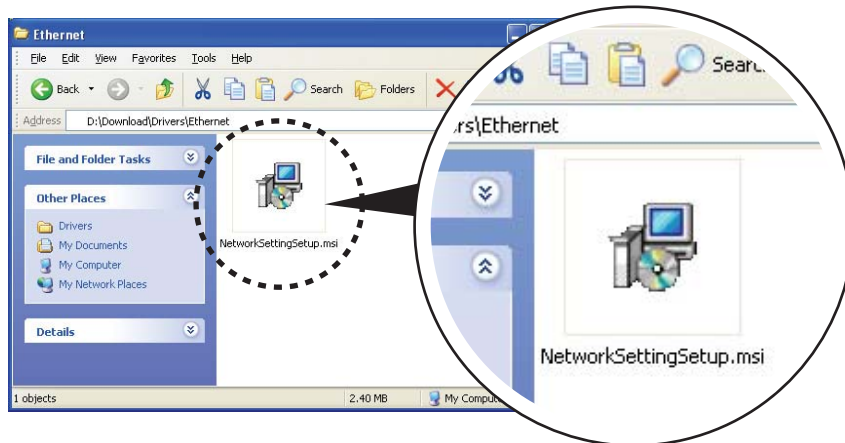 Ethernet
File Edit View Favorites Tools Help
Back Search Folders
Address D:\Download\Drivers\Ethernet
File and Folder Tasks
Other Places
Drivers
My Documents
My Computer
My Network Places
Details
NetworkSettingSetup.msi
1 objects 2.40 MB My Compu
Sear
rs\Ethernet
NetworkSettingSetup.msi